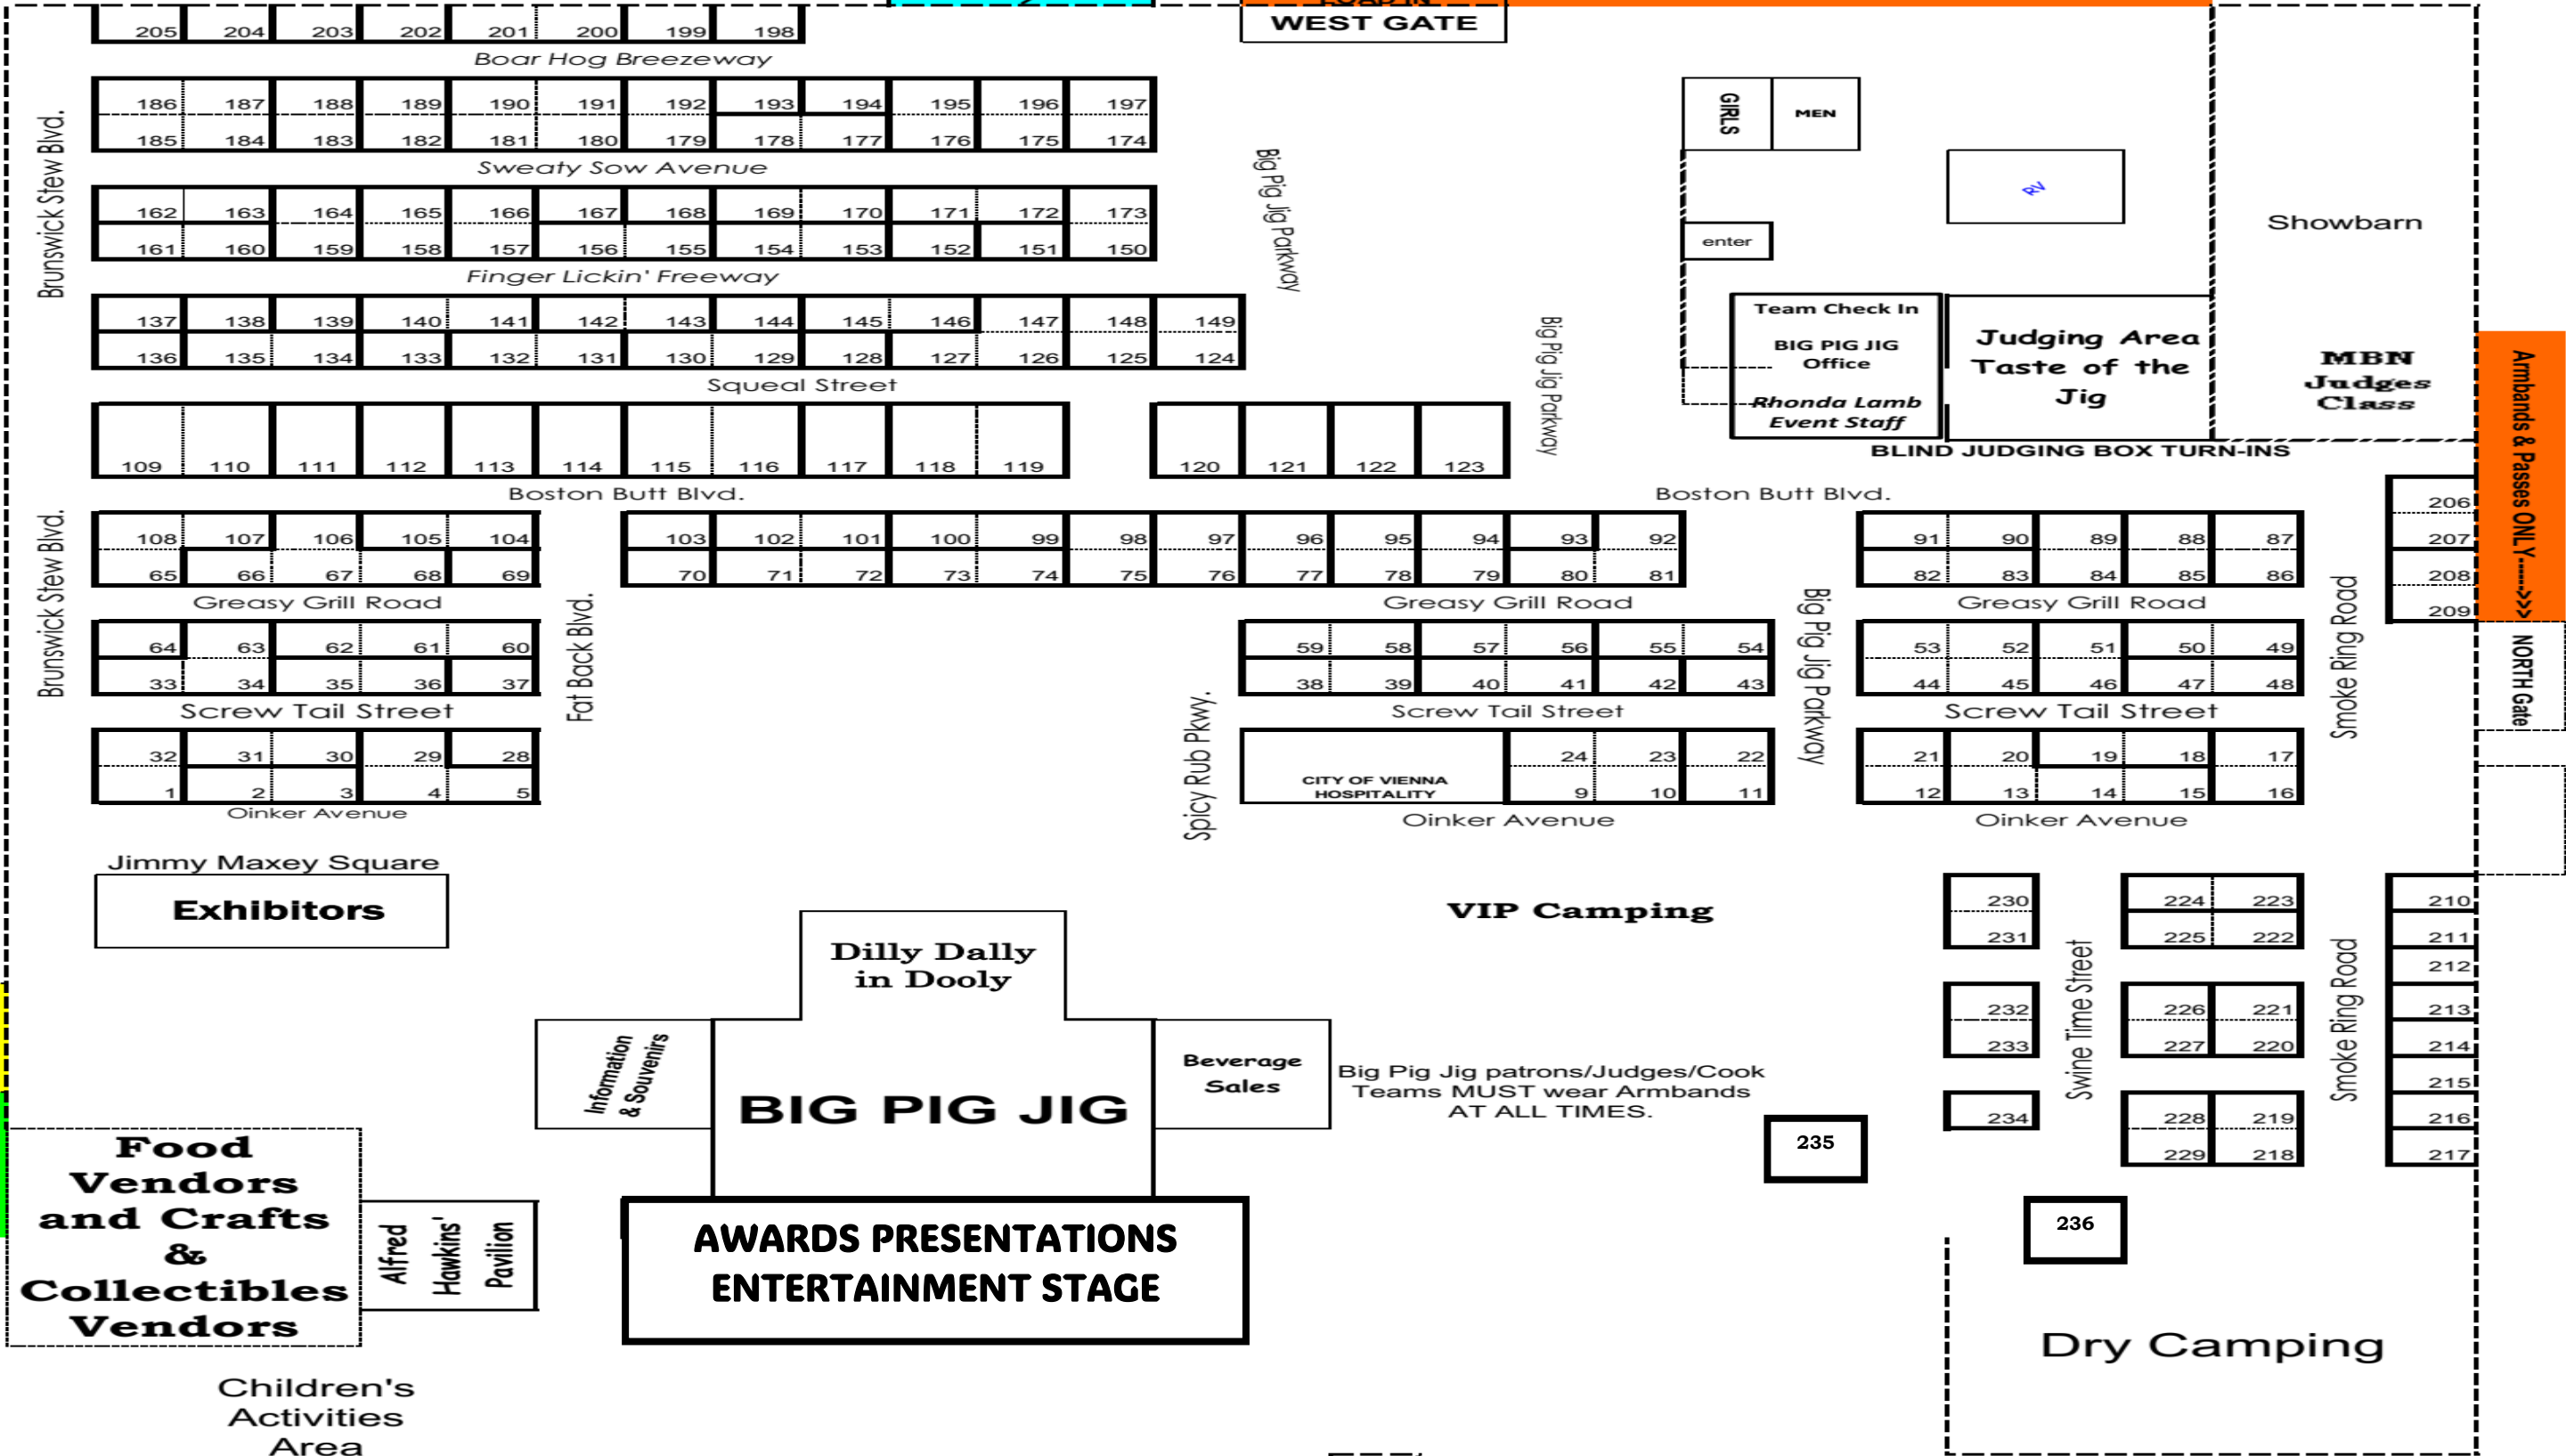 WEST GATE
205 204 203 202 201 200 199 198
Boar Hog Breezeway
186 187 188 189 190 191 192 193 194 195 196 197
185 184 183 182 181 180 179 178 177 176 175 174
Sweaty Sow Avenue
162 163 164 165 166 167 168 169 170 171 172 173
161 160 159 158 157 156 155 154 153 152 151 150
Finger Lickin' Freeway
137 138 139 140 141 142 143 144 145 146 147 148 149
136 135 134 133 132 131 130 129 128 127 126 125 124
Squeal Street
109 110 111 112 113 114 115 116 117 118 119 120 121 122 123
Boston Butt Blvd.
Boston Butt Blvd.
Brunswick Stew Blvd.
Big Pig Jig Parkway
Big Pig Jig Parkway
GIRLS
MEN
RV
enter
Team Check In
BIG PIG JIG
Office
Rhonda Lamb
Event Staff
Judging Area
Taste of the
Jig
Showbarn
MBN
Judges
Class
BLIND JUDGING BOX TURN-INS
Armbands & Passes ONLY----->>>
NORTH Gate
206
207
208
209
108 107 106 105 104 103 102 101 100 99 98 97 96 95 94 93 92 91 90 89 88 87
65 66 67 68 69 70 71 72 73 74 75 76 77 78 79 80 81 82 83 84 85 86
Greasy Grill Road
Greasy Grill Road
Greasy Grill Road
Brunswick Stew Blvd.
Fat Back Blvd.
Spicy Rub Pkwy.
Big Pig Jig Parkway
Smoke Ring Road
64 63 62 61 60 59 58 57 56 55 54 53 52 51 50 49
33 34 35 36 37 38 39 40 41 42 43 44 45 46 47 48
Screw Tail Street
Screw Tail Street
Screw Tail Street
32 31 30 29 28 24 23 22 21 20 19 18 17
CITY OF VIENNA
HOSPITALITY
1 2 3 4 5 9 10 11 12 13 14 15 16
Oinker Avenue
Oinker Avenue
Oinker Avenue
Jimmy Maxey Square
Exhibitors
Dilly Dally
in Dooly
Information
& Souvenirs
BIG PIG JIG
Beverage
Sales
VIP Camping
Big Pig Jig patrons/Judges/Cook
Teams MUST wear Armbands
AT ALL TIMES.
230
231
232
233
234
Swine Time Street
224 223
225 222
226 221
227 220
228 219
229 218
Smoke Ring Road
210
211
212
213
214
215
216
217
235
236
Food
Vendors
and Crafts
&
Collectibles
Vendors
Alfred
Hawkins'
Pavilion
AWARDS PRESENTATIONS
ENTERTAINMENT STAGE
Dry Camping
Children's
Activities
Area